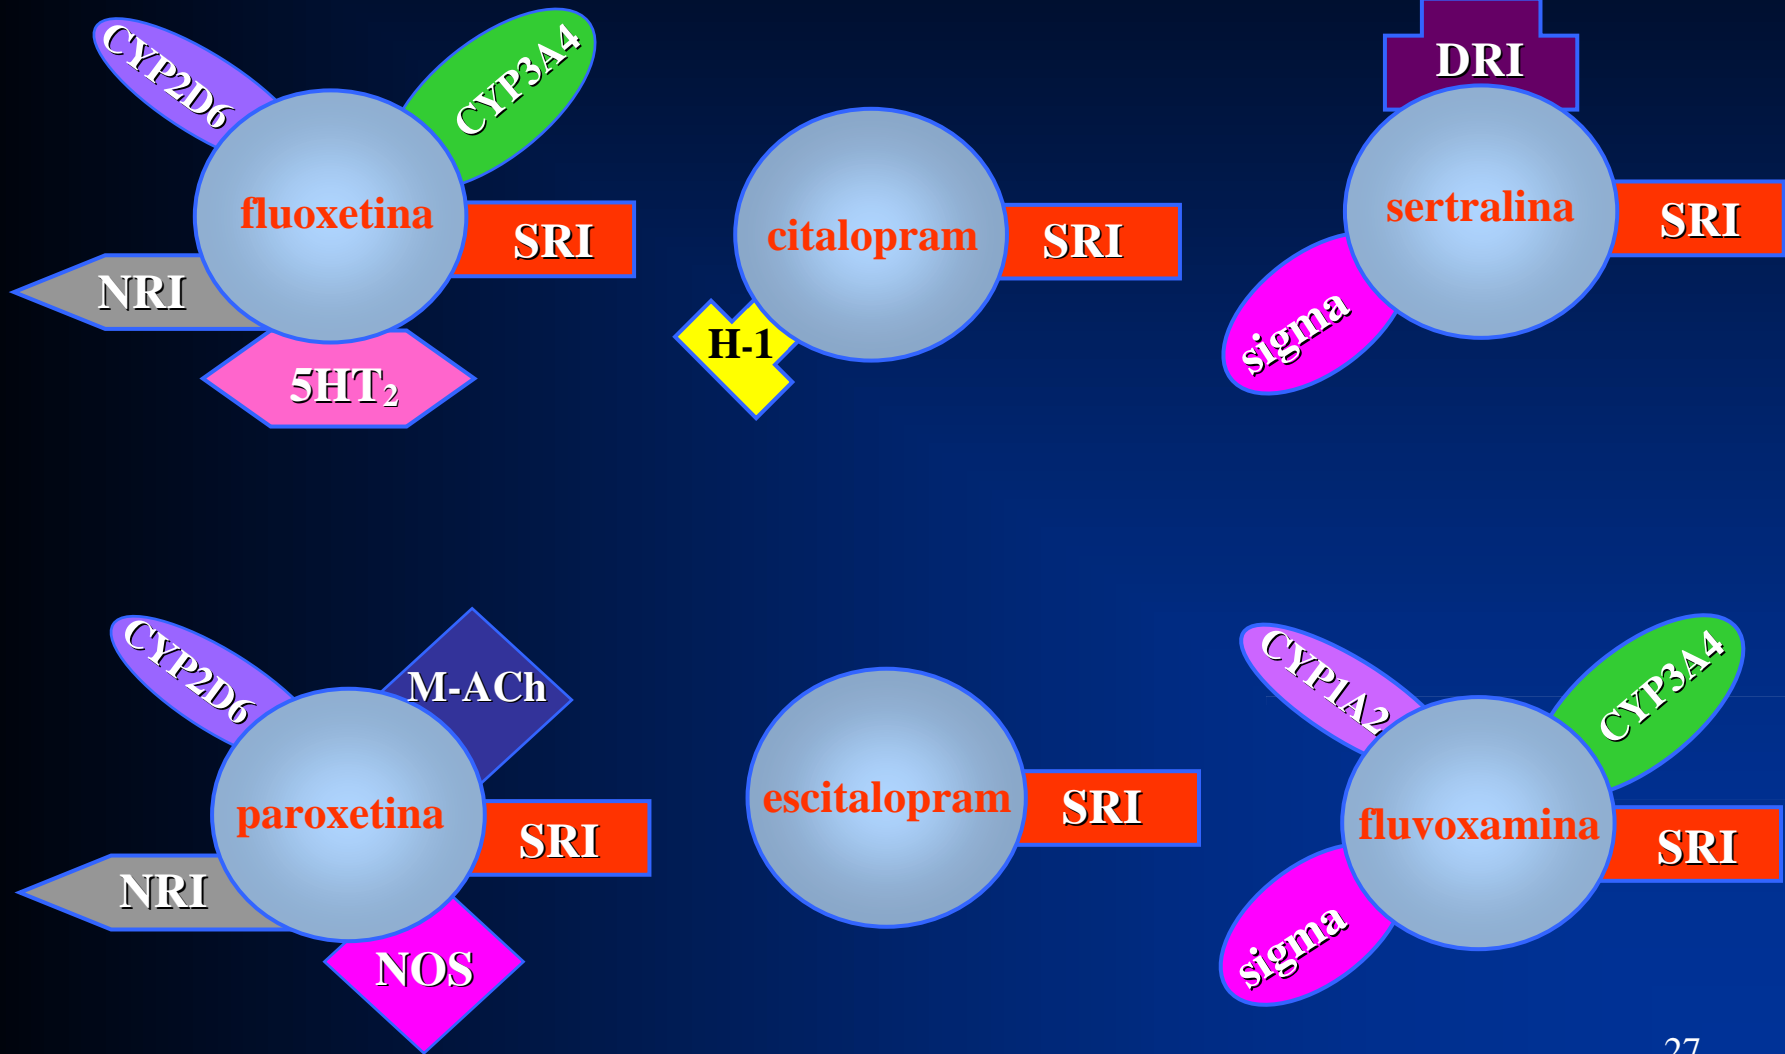 CYP2D6
CYP3A4
fluoxetina
SRI
NRI
5HT₂
citalopram
SRI
H-1
DRI
sertralina
SRI
sigma
CYP2D6
M-ACh
paroxetina
SRI
NRI
NOS
escitalopram
SRI
CYP1A2
CYP3A4
fluvoxamina
SRI
sigma
27